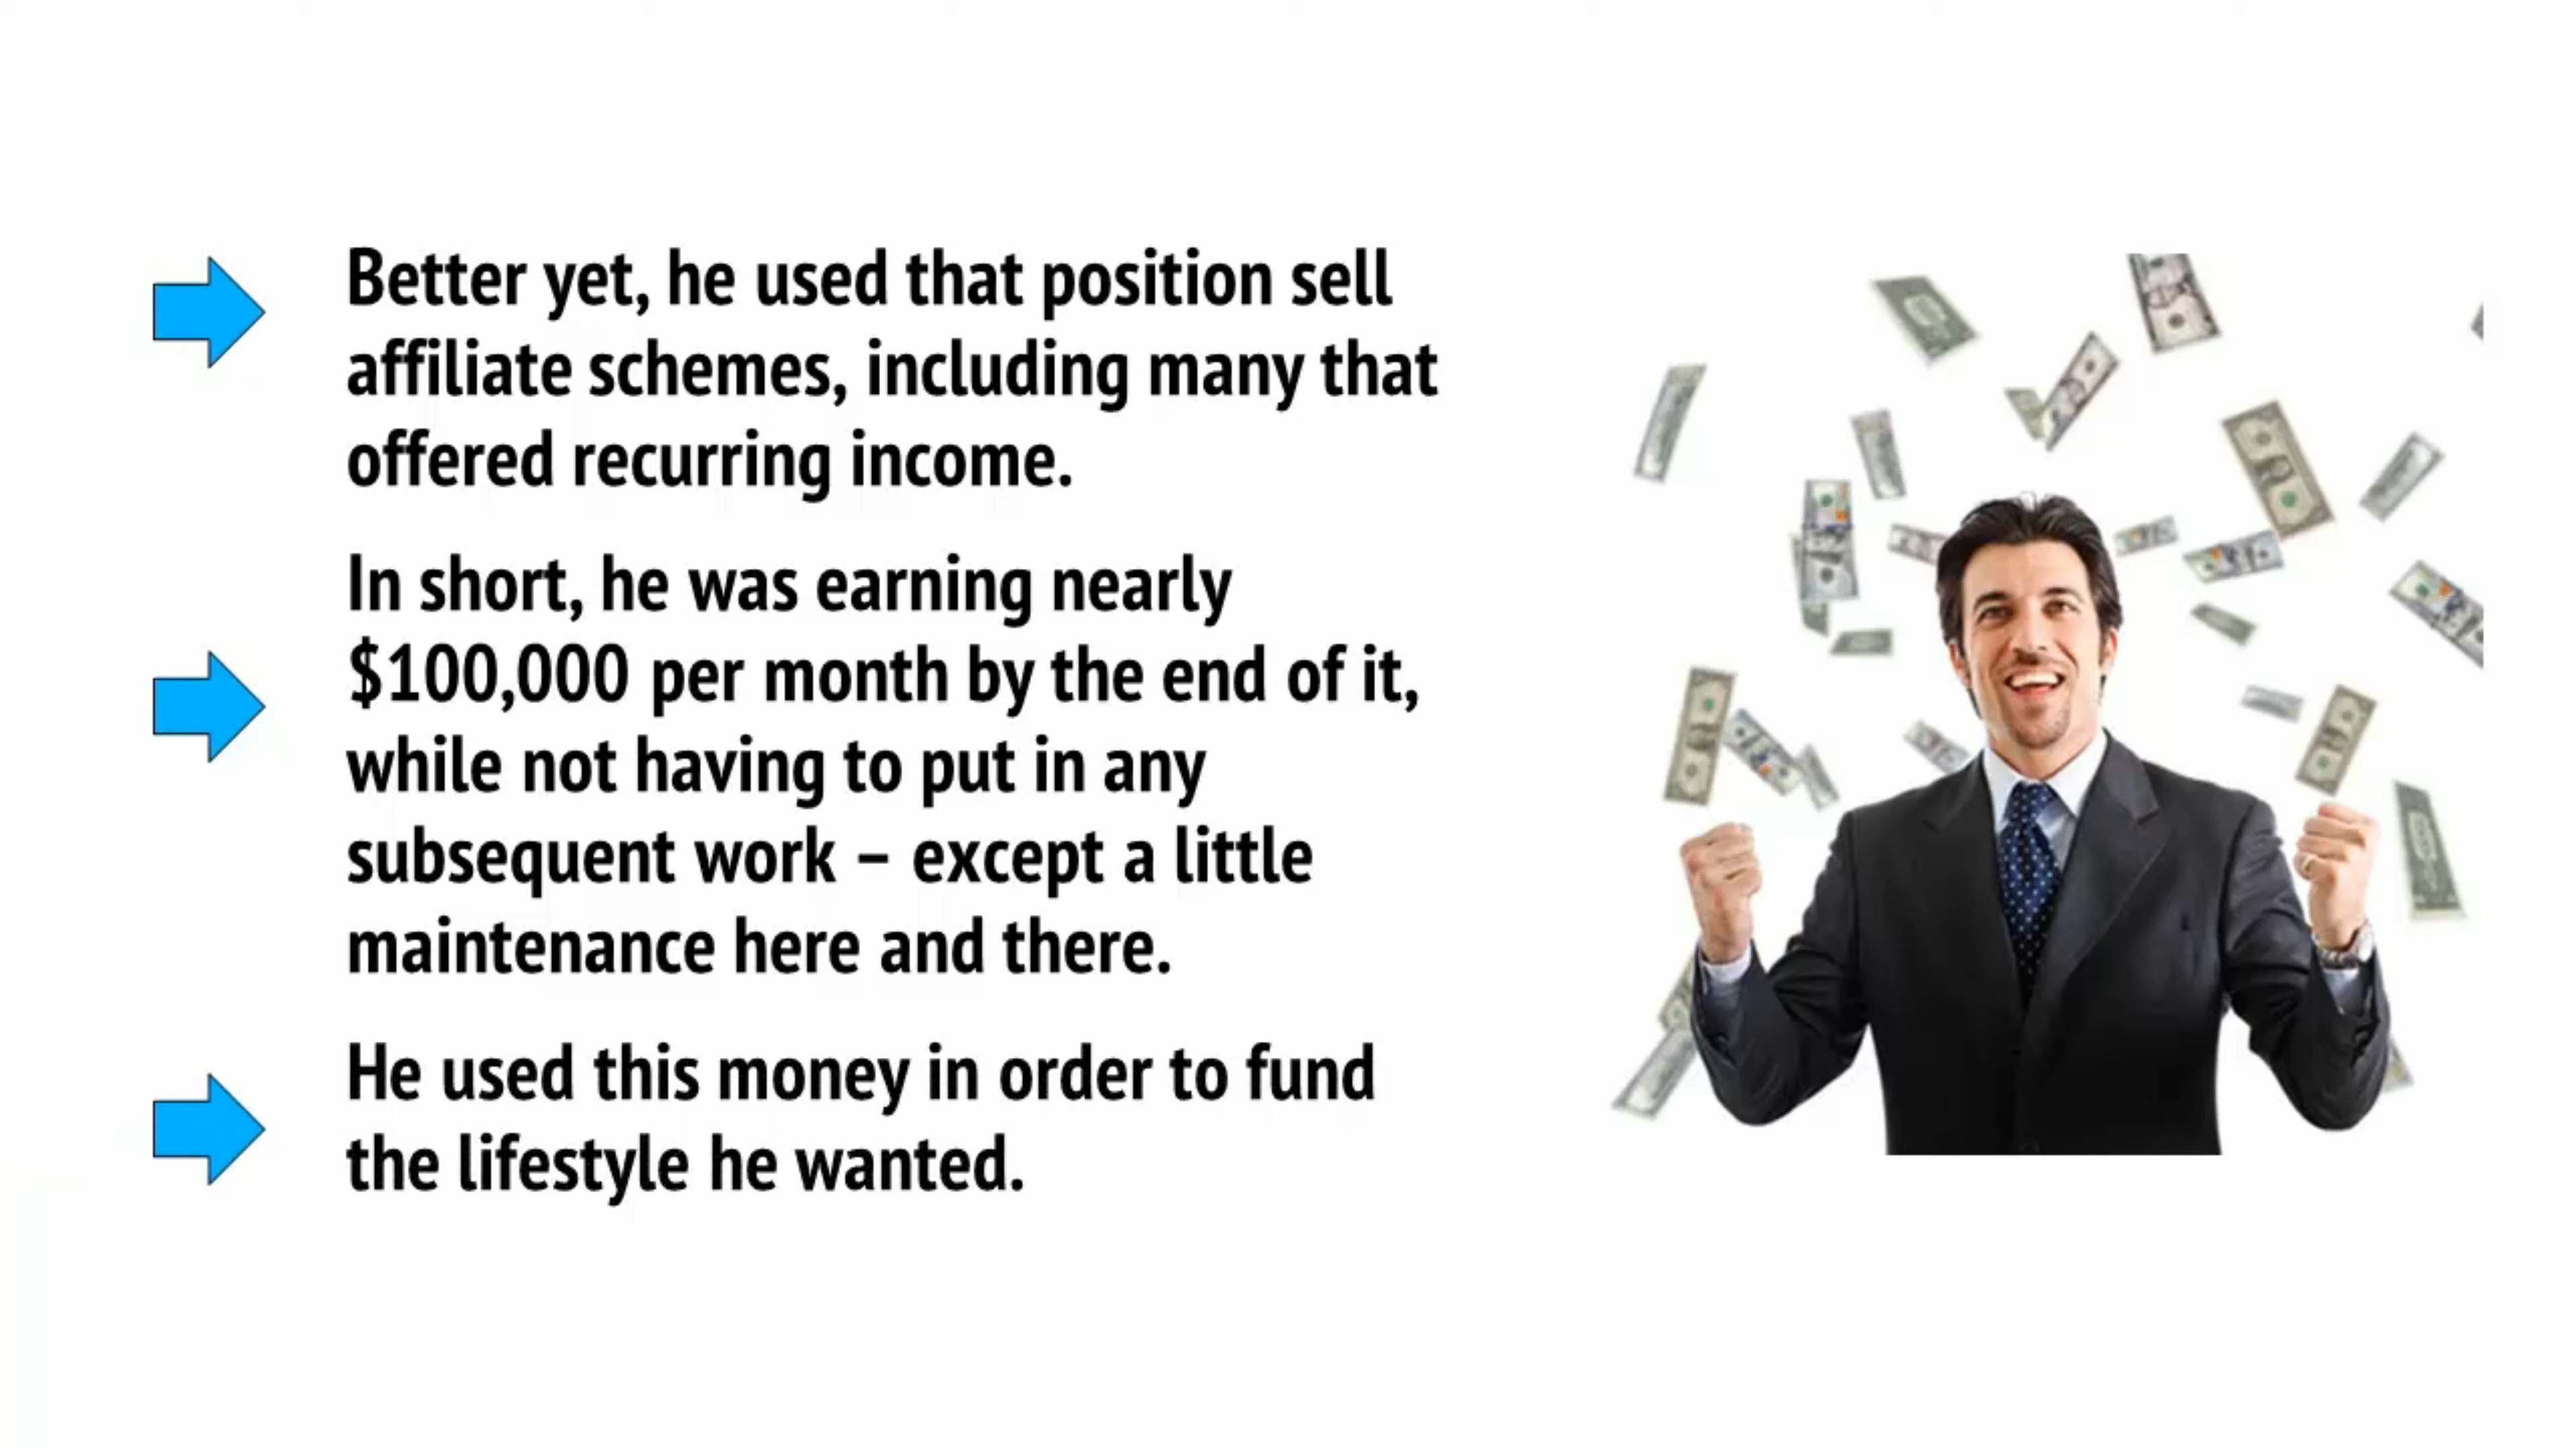 Better yet, he used that position sell
affiliate schemes, including many that
offered recurring income.
In short, he was earning nearly
$100,000 per month by the end of it,
while not having to put in any
subsequent work – except a little
maintenance here and there.
He used this money in order to fund
the lifestyle he wanted.